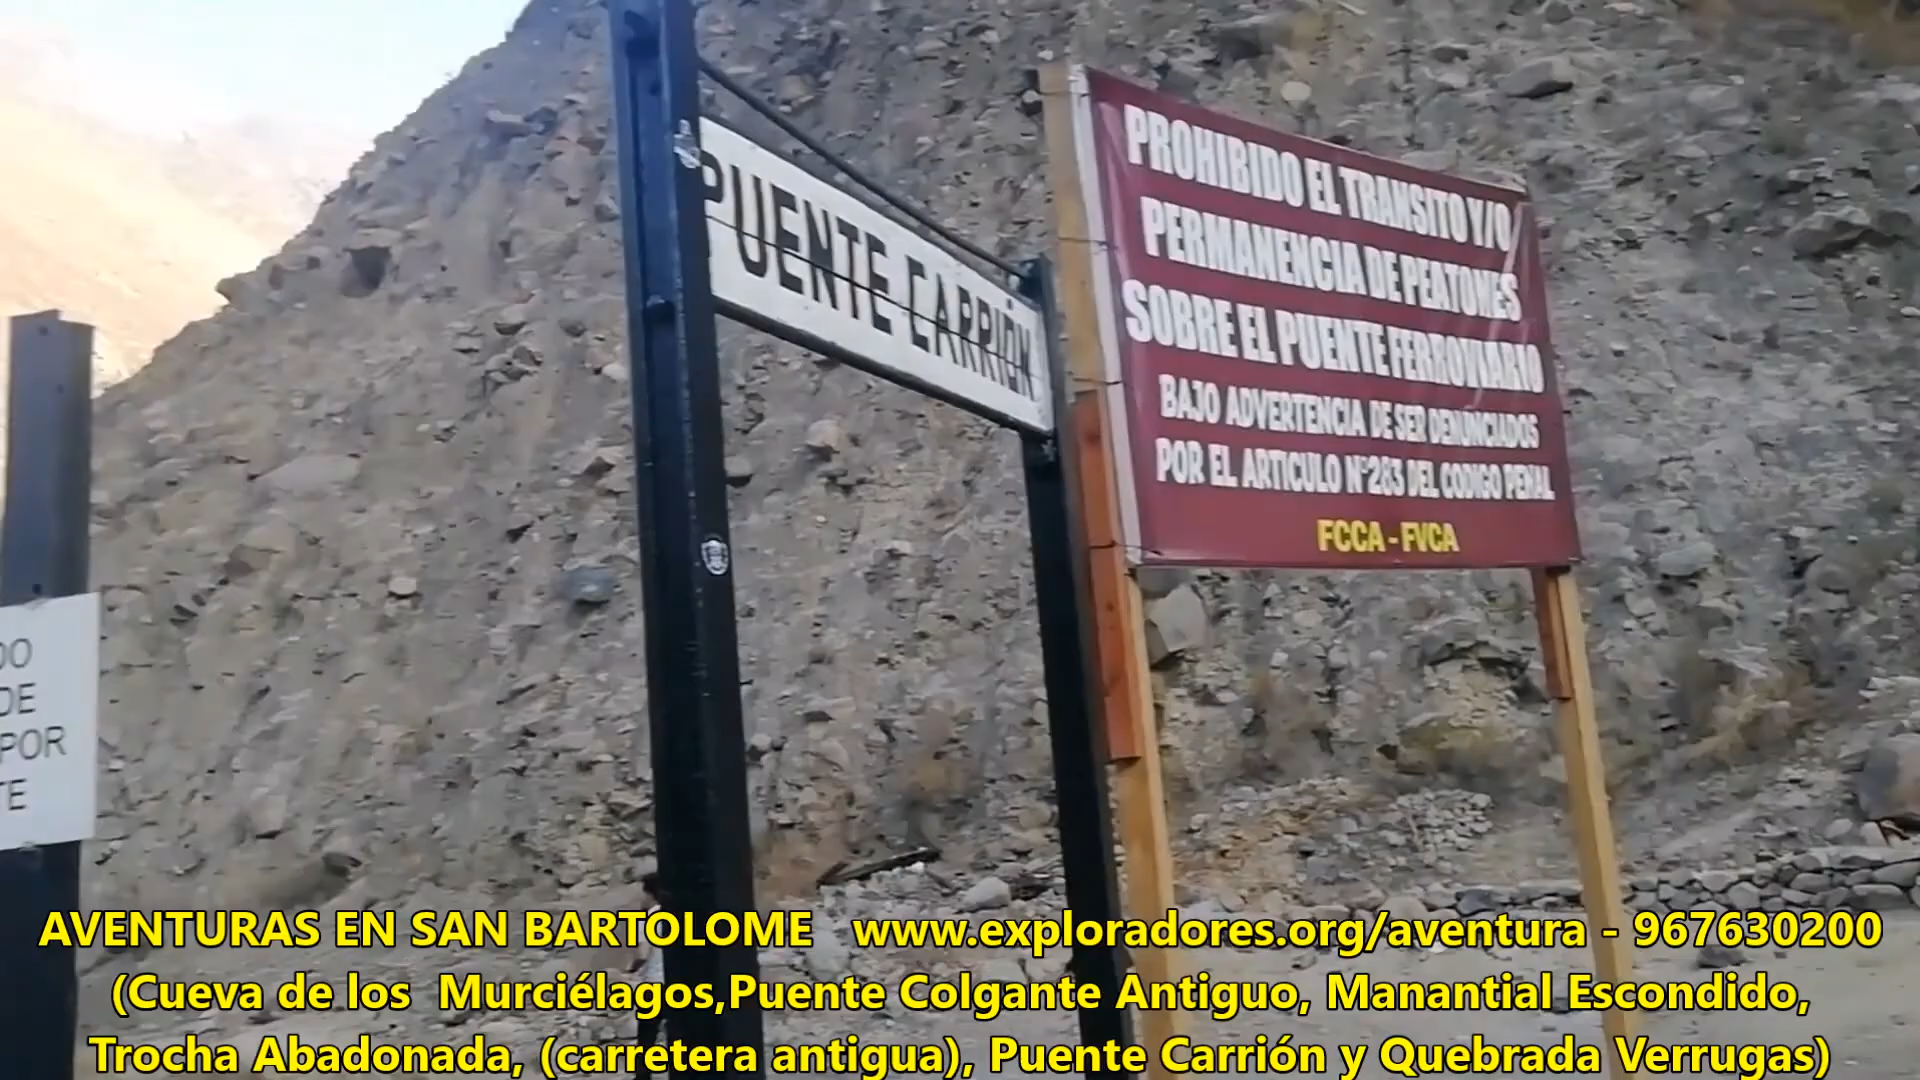 PUENTE CARRIÓN
PROHIBIDO EL TRANSITO Y/O
PERMANENCIA DE PEATONES
SOBRE EL PUENTE FERROVIARIO
BAJO ADVERTENCIA DE SER DENUNCIADOS
POR EL ARTICULO N°283 DEL CODIGO PENAL
FCCA - FVCA
DO
DE
POR
TE
AVENTURAS EN SAN BARTOLOME www.exploradores.org/aventura - 967630200
(Cueva de los Murciélagos,Puente Colgante Antiguo, Manantial Escondido,
Trocha Abadonada, (carretera antigua), Puente Carrión y Quebrada Verrugas)